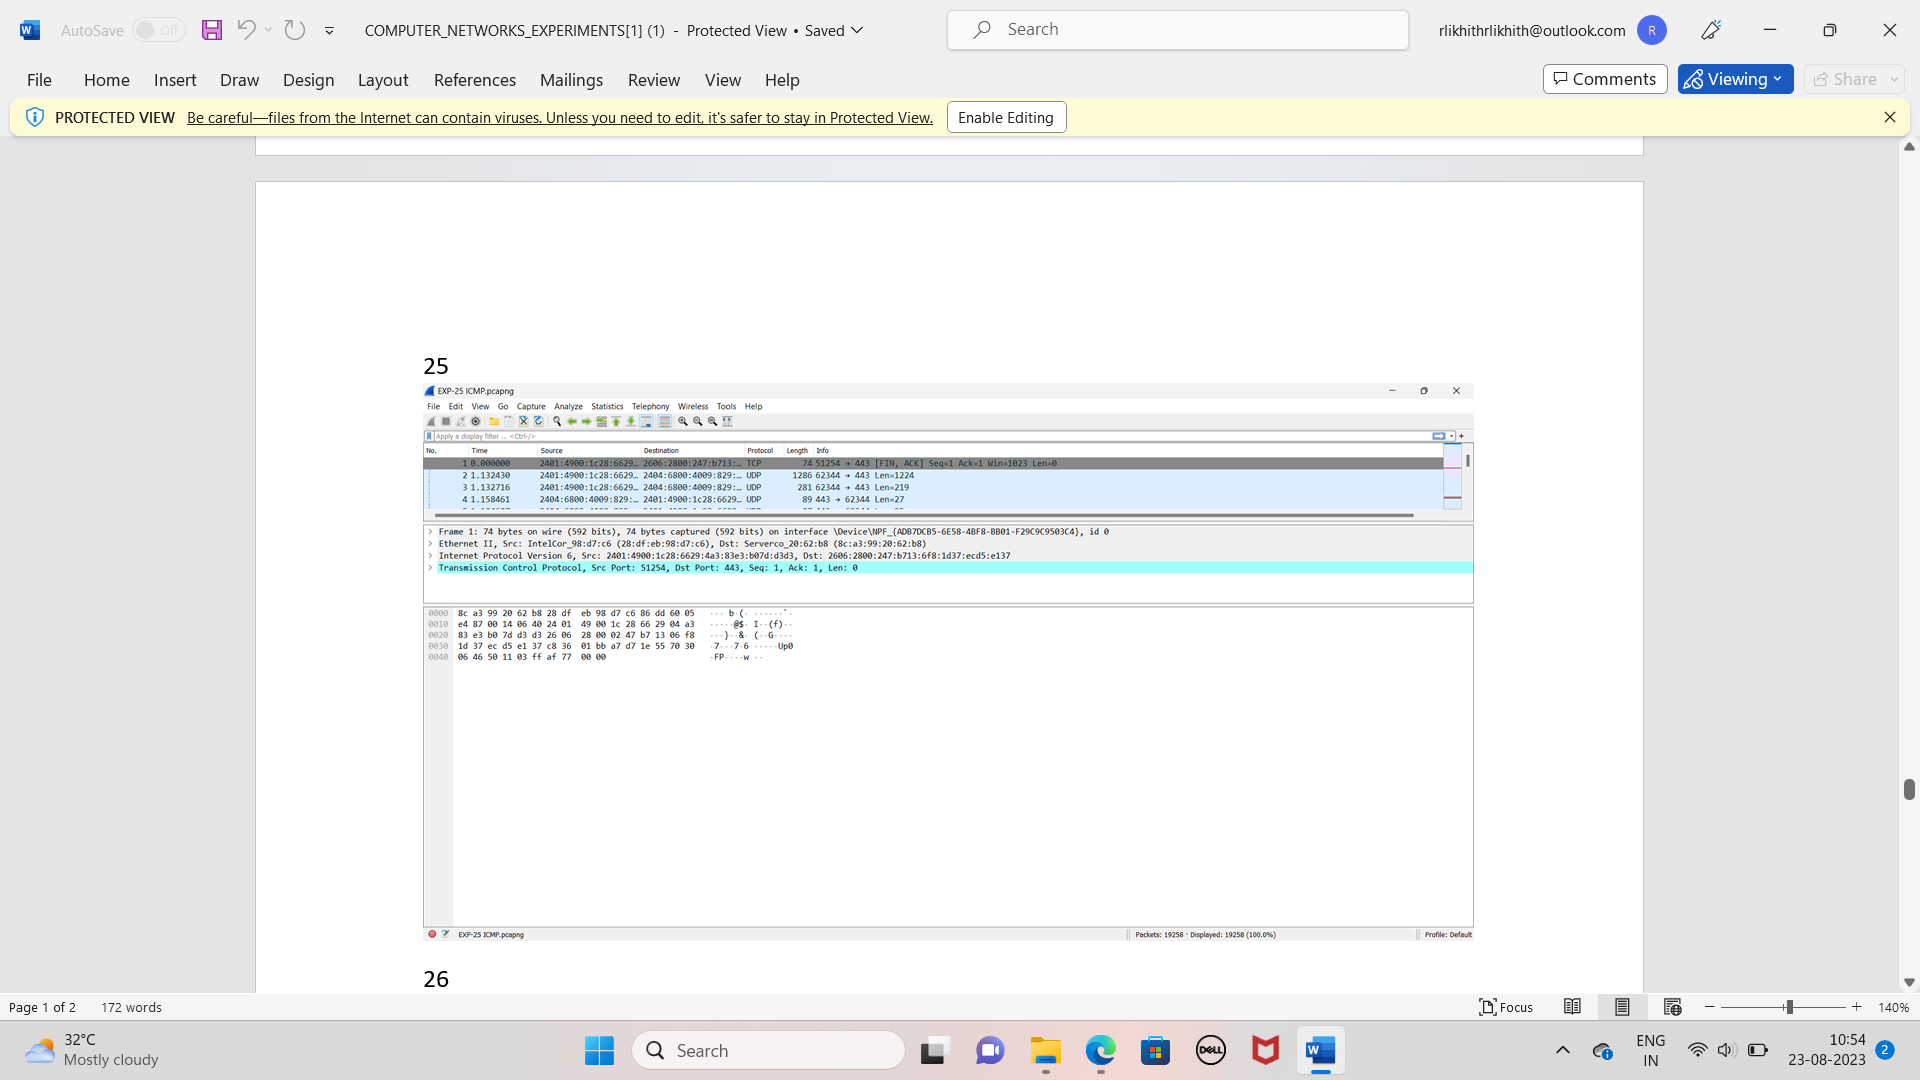 AutoSave Off COMPUTER_NETWORKS_EXPERIMENTS[1] (1) - Protected View • Saved Search rlikhithrlikhith@outlook.com R
File Home Insert Draw Design Layout References Mailings Review View Help Comments Viewing Share
PROTECTED VIEW Be careful—files from the Internet can contain viruses. Unless you need to edit, it's safer to stay in Protected View. Enable Editing
25
EXP-25 ICMP.pcapng
File Edit View Go Capture Analyze Statistics Telephony Wireless Tools Help
Apply a display filter ... <Ctrl-/>
No. Time Source Destination Protocol Length Info
1 0.000000 2401:4900:1c28:6629… 2606:2800:247:b713:… TCP 74 51254 → 443 [FIN, ACK] Seq=1 Ack=1 Win=1023 Len=0
2 1.132430 2401:4900:1c28:6629… 2404:6800:4009:829:… UDP 1286 62344 → 443 Len=1224
3 1.132716 2401:4900:1c28:6629… 2404:6800:4009:829:… UDP 281 62344 → 443 Len=219
4 1.158461 2404:6800:4009:829:… 2401:4900:1c28:6629… UDP 89 443 → 62344 Len=27
Frame 1: 74 bytes on wire (592 bits), 74 bytes captured (592 bits) on interface \Device\NPF_{ADB7DCB5-6E58-4BF8-BB01-F29C9C9503C4}, id 0
Ethernet II, Src: IntelCor_98:d7:c6 (28:df:eb:98:d7:c6), Dst: Serverco_20:62:b8 (8c:a3:99:20:62:b8)
Internet Protocol Version 6, Src: 2401:4900:1c28:6629:4a3:83e3:b07d:d3d3, Dst: 2606:2800:247:b713:6f8:1d37:ecd5:e137
Transmission Control Protocol, Src Port: 51254, Dst Port: 443, Seq: 1, Ack: 1, Len: 0
0000 8c a3 99 20 62 b8 28 df eb 98 d7 c6 86 dd 60 05 ··· b·(· ······`·
0010 e4 87 00 14 06 40 24 01 49 00 1c 28 66 29 04 a3 ·····@$· I··(f)··
0020 83 e3 b0 7d d3 d3 26 06 28 00 02 47 b7 13 06 f8 ···}··&· (··G····
0030 1d 37 ec d5 e1 37 c8 36 01 bb a7 d7 1e 55 70 30 ·7···7·6 ·····Up0
0040 06 46 50 11 03 ff af 77 00 00 ·FP····w ··
EXP-25 ICMP.pcapng Packets: 19258 · Displayed: 19258 (100.0%) Profile: Default
26
Page 1 of 2 172 words Focus 140%
32°C
Mostly cloudy
Search
DELL
ENG
IN
10:54
23-08-2023
2